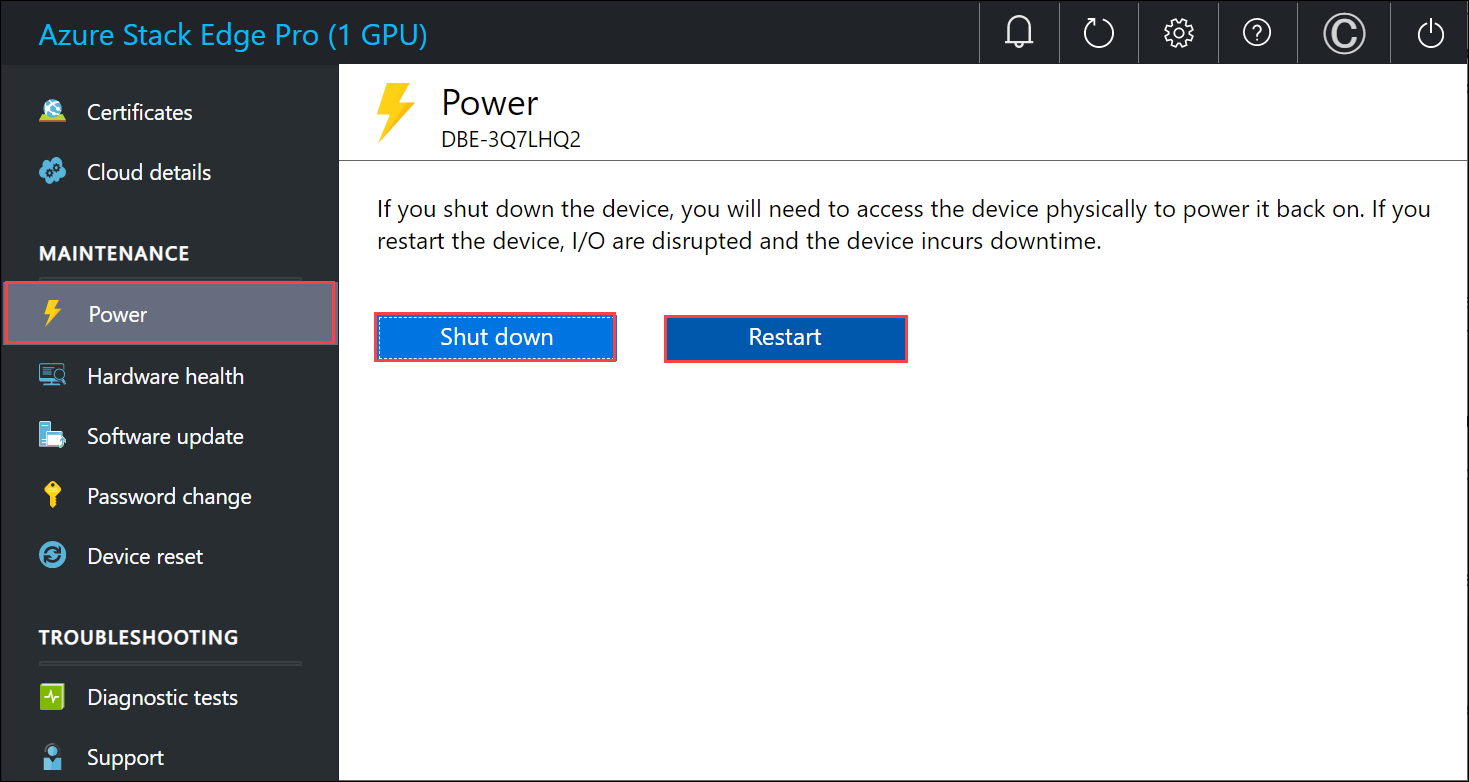 Azure Stack Edge Pro (1 GPU)
Certificates
Cloud details
MAINTENANCE
Power
Hardware health
Software update
Password change
Device reset
TROUBLESHOOTING
Diagnostic tests
Support
Power
DBE-3Q7LHQ2
If you shut down the device, you will need to access the device physically to power it back on. If you
restart the device, I/O are disrupted and the device incurs downtime.
Shut down
Restart